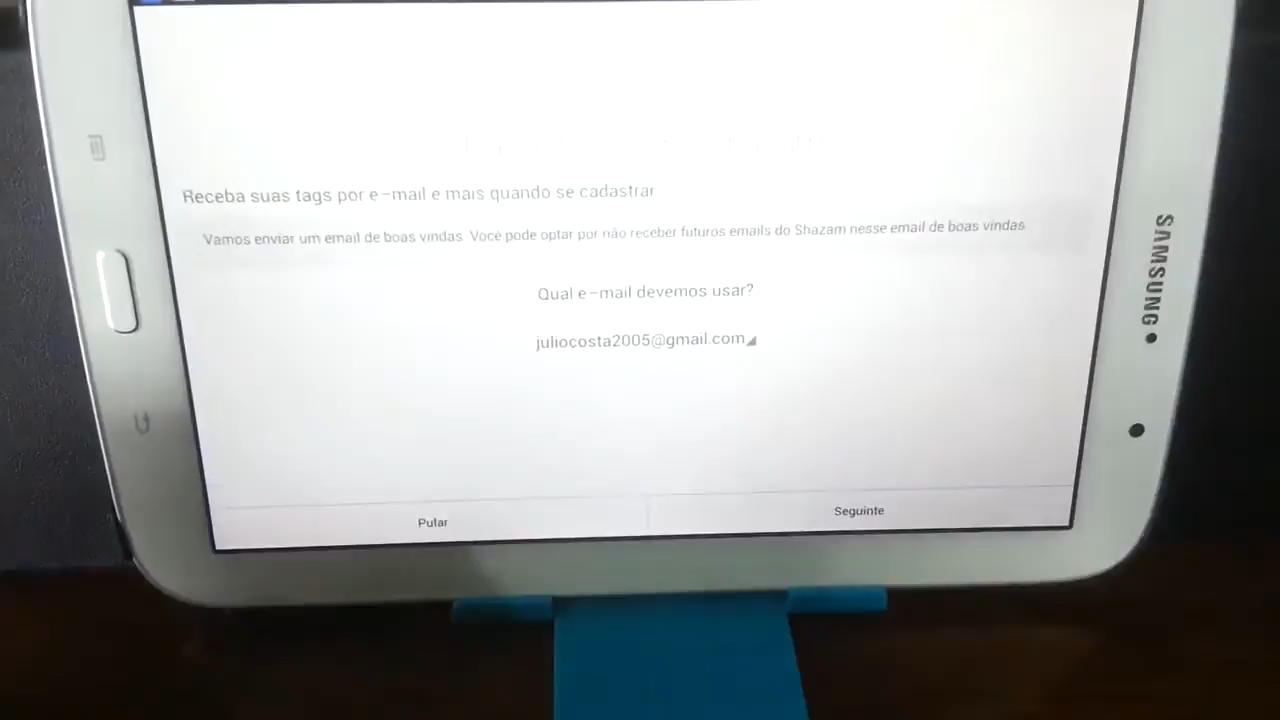 Receba suas tags por e-mail e mais quando se cadastrar
Vamos enviar um email de boas vindas. Você pode optar por não receber futuros emails do Shazam nesse email de boas vindas
Qual e-mail devemos usar?
juliocosta2005@gmail.com
Pular
Seguinte
SAMSUNG